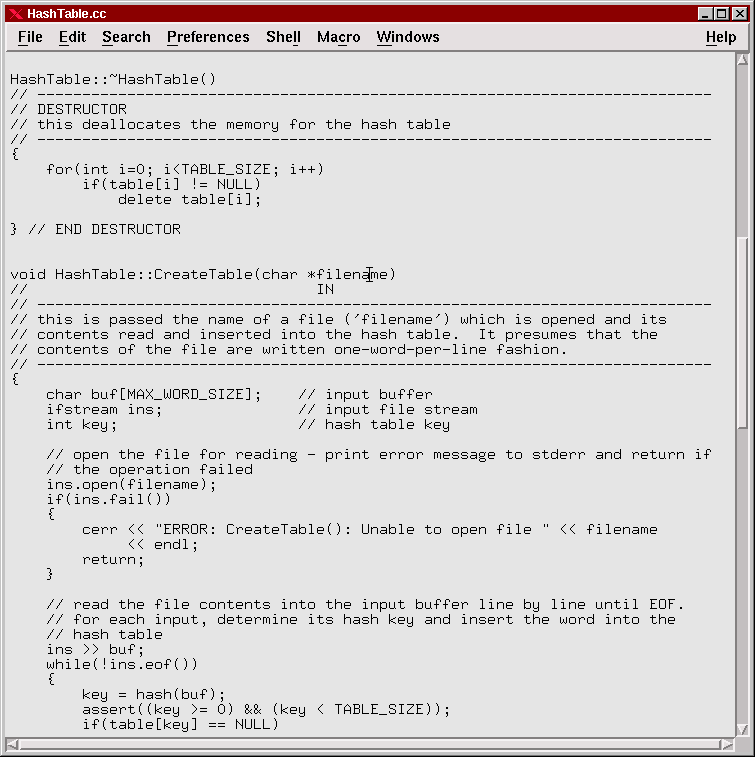 HashTable.cc
File Edit Search Preferences Shell Macro Windows Help
HashTable::~HashTable()
// ---------------------------------------------------------------------------
// DESTRUCTOR
// this deallocates the memory for the hash table
// ---------------------------------------------------------------------------
{
    for(int i=0; i<TABLE_SIZE; i++)
        if(table[i] != NULL)
            delete table[i];
} // END DESTRUCTOR
void HashTable::CreateTable(char *filename)
//                                IN
// ---------------------------------------------------------------------------
// this is passed the name of a file ('filename') which is opened and its
// contents read and inserted into the hash table.  It presumes that the
// contents of the file are written one-word-per-line fashion.
// ---------------------------------------------------------------------------
{
    char buf[MAX_WORD_SIZE];    // input buffer
    ifstream ins;               // input file stream
    int key;                    // hash table key
    // open the file for reading - print error message to stderr and return if
    // the operation failed
    ins.open(filename);
    if(ins.fail())
    {
        cerr << "ERROR: CreateTable(): Unable to open file " << filename
             << endl;
        return;
    }
    // read the file contents into the input buffer line by line until EOF.
    // for each input, determine its hash key and insert the word into the
    // hash table
    ins >> buf;
    while(!ins.eof())
    {
        key = hash(buf);
        assert((key >= 0) && (key < TABLE_SIZE));
        if(table[key] == NULL)